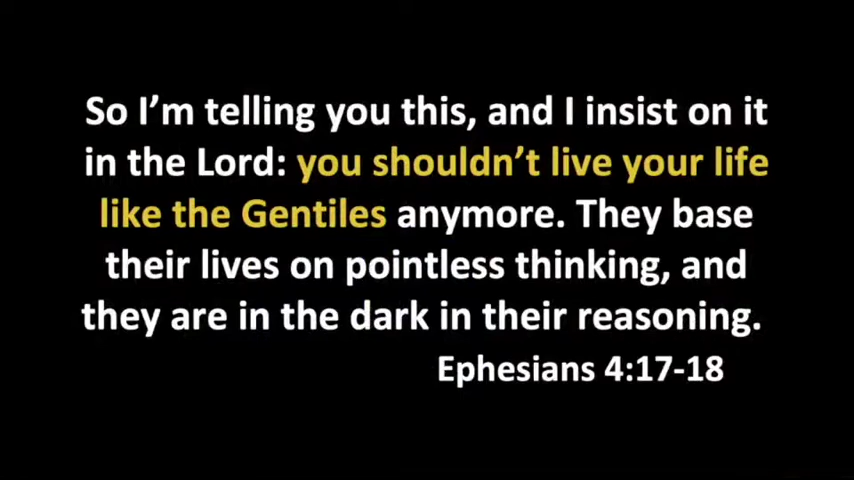 So I’m telling you this, and I insist on it
in the Lord: you shouldn’t live your life
like the Gentiles anymore. They base
their lives on pointless thinking, and
they are in the dark in their reasoning.
Ephesians 4:17-18